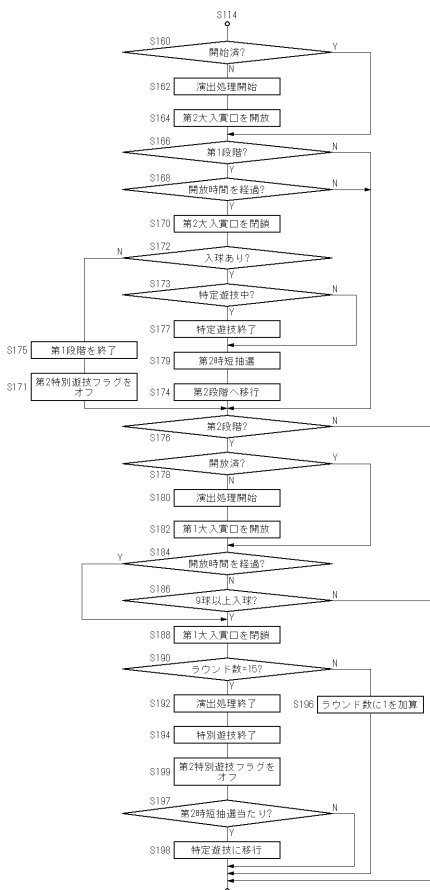 S114
S160
開始済?
Y
N
S162
演出処理開始
S164
第2大入賞口を開放
S166
第1段階?
N
Y
S168
開放時間を経過?
N
Y
S170
第2大入賞口を閉鎖
S172
N
入球あり?
Y
S173
特定遊技中?
N
Y
S177
特定遊技終了
S175
第1段階を終了
S179
第2時短抽選
S171
第2特別遊技フラグを
オフ
S174
第2段階へ移行
第2段階?
N
S176
Y
開放済?
Y
S178
N
S180
演出処理開始
S182
第1大入賞口を開放
S184
Y
開放時間を経過?
N
S186
9球以上入球?
N
Y
S188
第1大入賞口を閉鎖
S190
ラウンド数=15?
N
Y
S192
演出処理終了
S196
ラウンド数に1を加算
S194
特別遊技終了
S199
第2特別遊技フラグを
オフ
S197
第2時短抽選当たり?
N
Y
S198
特定遊技に移行